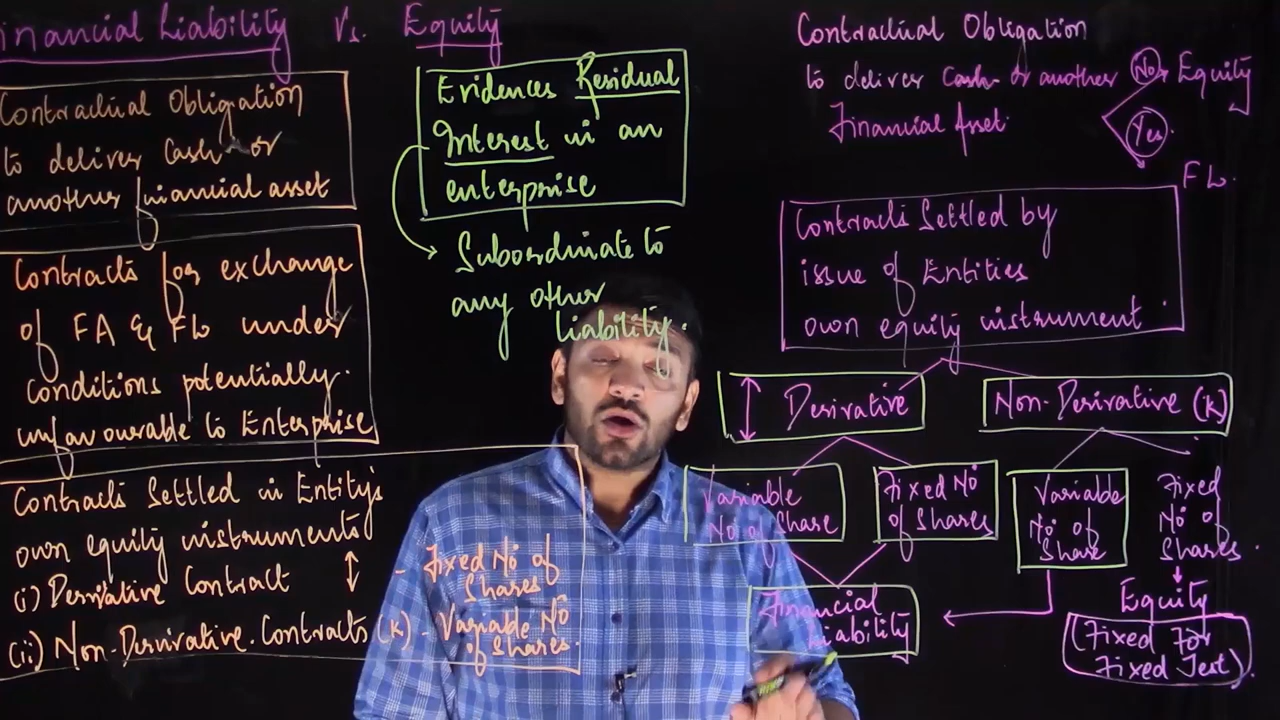 Financial Liability Vs. Equity
Contractual Obligation
to deliver Cash or
another financial asset
Contracts for exchange
of FA & FL under
conditions potentially
unfavourable to Enterprise
Contracts Settled in Entity's
own equity instruments
(i) Derivative Contract
(ii) Non-Derivative Contracts (K)
- Fixed No of
Shares
- Variable No
of Shares.
Evidences Residual
Interest in an
enterprise
Subordinate to
any other
liability.
Contractual Obligation
to deliver Cash or another
Financial Asset.
No
Equity
Yes.
FL.
Contracts Settled by
issue of Entities
own equity instrument.
Derivative
Non-Derivative (K)
Variable
No of Share
Fixed No
of Shares
Variable
No of
Share
Fixed
No of
Shares.
Financial
Liability
Equity
(Fixed For
Fixed Test)